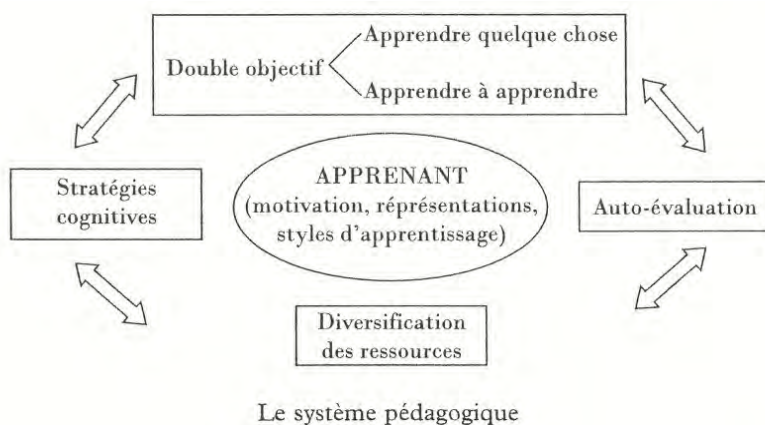 Apprendre quelque chose
Double objectif
Apprendre à apprendre
Stratégies
cognitives
APPRENANT
(motivation, réprésentations,
styles d'apprentissage)
Auto-évaluation
Diversification
des ressources
Le système pédagogique